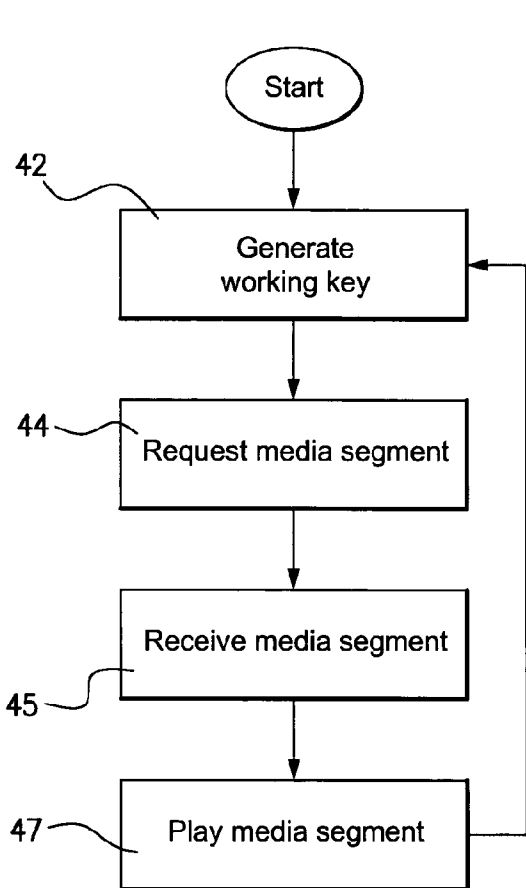 Start
42
Generate
working key
44
Request media segment
Receive media segment
45
47
Play media segment